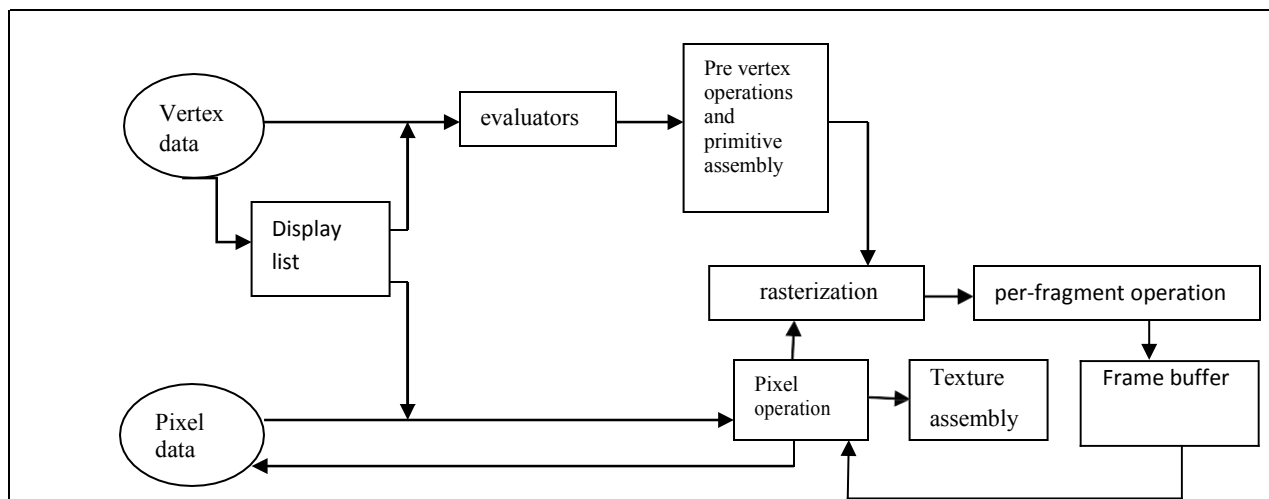 Vertex
data
evaluators
Pre vertex
operations
and
primitive
assembly
Display
list
rasterization
per-fragment operation
Pixel
data
Pixel
operation
Texture
assembly
Frame buffer